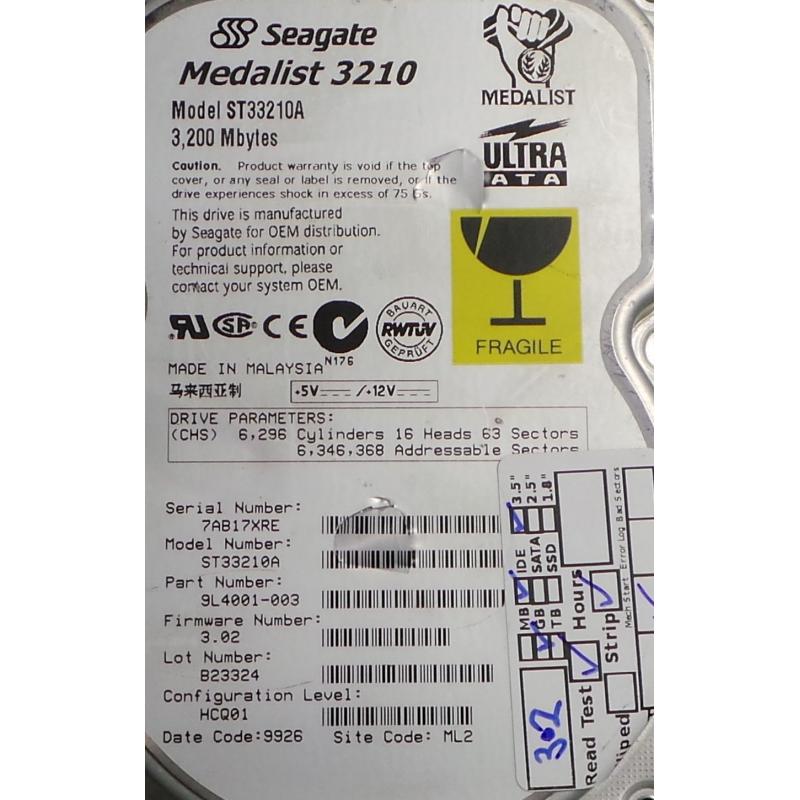 Seagate
Medalist 3210
Model ST33210A
3,200 Mbytes
MEDALIST
ULTRA
ATA
Caution. Product warranty is void if the top
cover, or any seal or label is removed, or if the
drive experiences shock in excess of 75 Gs.
This drive is manufactured
by Seagate for OEM distribution.
For product information or
technical support, please
contact your system OEM.
FRAGILE
BAUART
RWTÜV
GEPRÜFT
N176
MADE IN MALAYSIA
马来西亚制
+5V /+12V
DRIVE PARAMETERS:
(CHS) 6,296 Cylinders 16 Heads 63 Sectors
6,346,368 Addressable Sectors
Serial Number:
7AB17XRE
Model Number:
ST33210A
Part Number:
9L4001-003
Firmware Number:
3.02
Lot Number:
B23324
Configuration Level:
HCQ01
Date Code:9926 Site Code: ML2
3.2
MB
GB
TB
IDE
SATA
SSD
3.5"
2.5"
1.8"
Read Test
Hours
Strip
Mech Start
Error Log
Bad Sectors